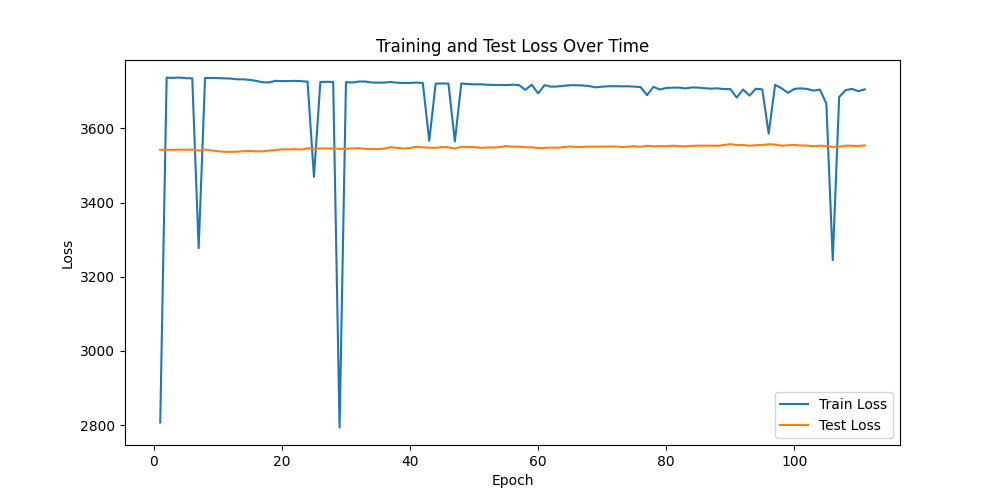 Training and Test Loss Over Time
Loss
3600
3400
3200
3000
2800
0 20 40 60 80 100
Epoch
Train Loss
Test Loss